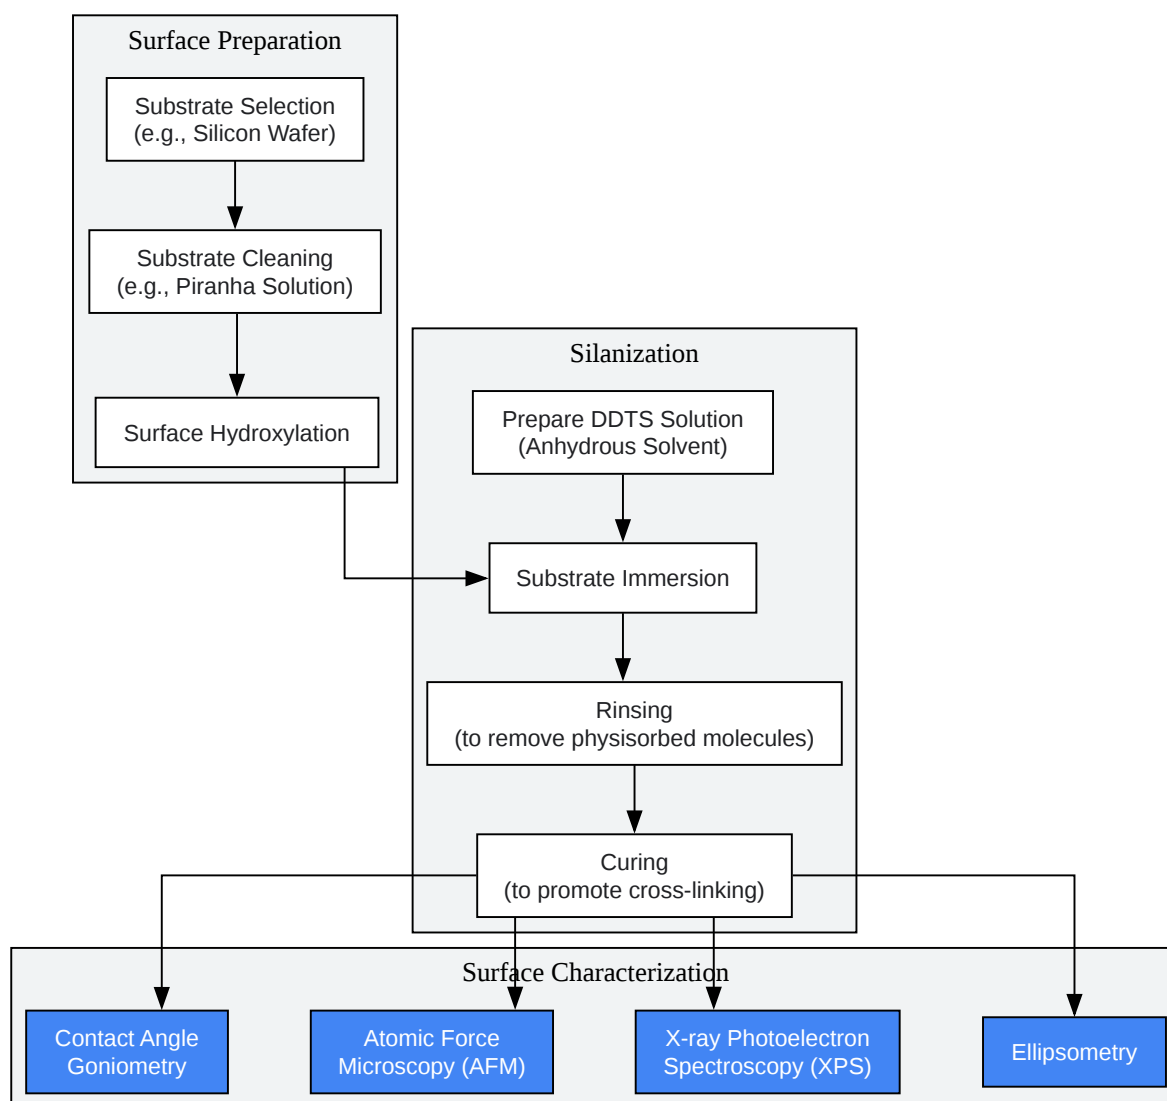 Surface Preparation
Substrate Selection
(e.g., Silicon Wafer)
Substrate Cleaning
(e.g., Piranha Solution)
Surface Hydroxylation
Silanization
Prepare DDTS Solution
(Anhydrous Solvent)
Substrate Immersion
Rinsing
(to remove physisorbed molecules)
Curing
(to promote cross-linking)
Surface Characterization
Contact Angle
Goniometry
Atomic Force
Microscopy (AFM)
X-ray Photoelectron
Spectroscopy (XPS)
Ellipsometry